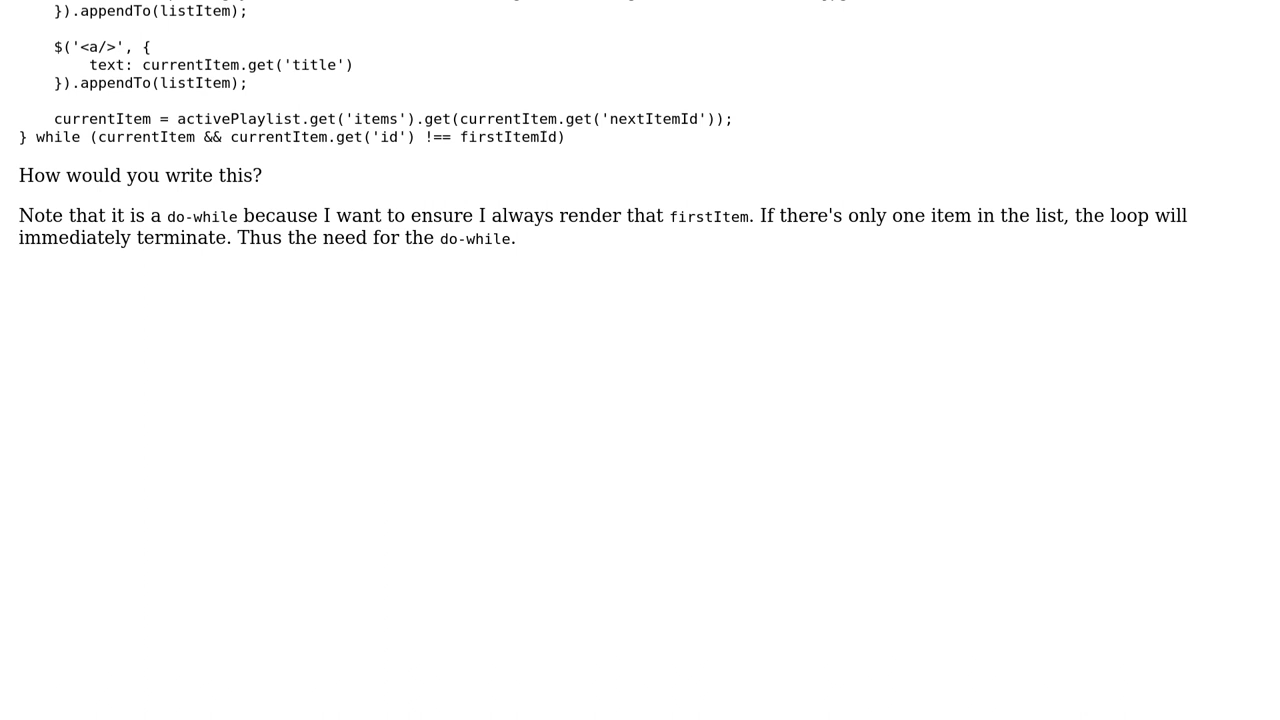 }).appendTo(listItem);
    $('<a/>', {
        text: currentItem.get('title')
    }).appendTo(listItem);
    currentItem = activePlaylist.get('items').get(currentItem.get('nextItemId'));
} while (currentItem && currentItem.get('id') !== firstItemId)
How would you write this?
Note that it is a do-while because I want to ensure I always render that firstItem. If there's only one item in the list, the loop will
immediately terminate. Thus the need for the do-while.